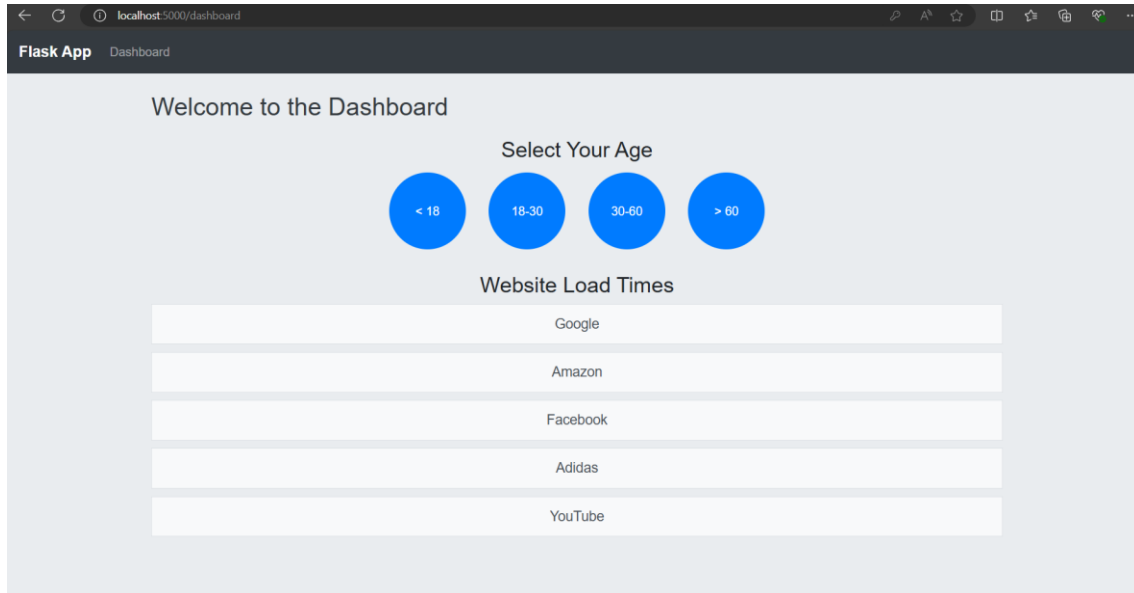 localhost:5000/dashboard
Flask App Dashboard
Welcome to the Dashboard
Select Your Age
< 18 18-30 30-60 > 60
Website Load Times
Google
Amazon
Facebook
Adidas
YouTube